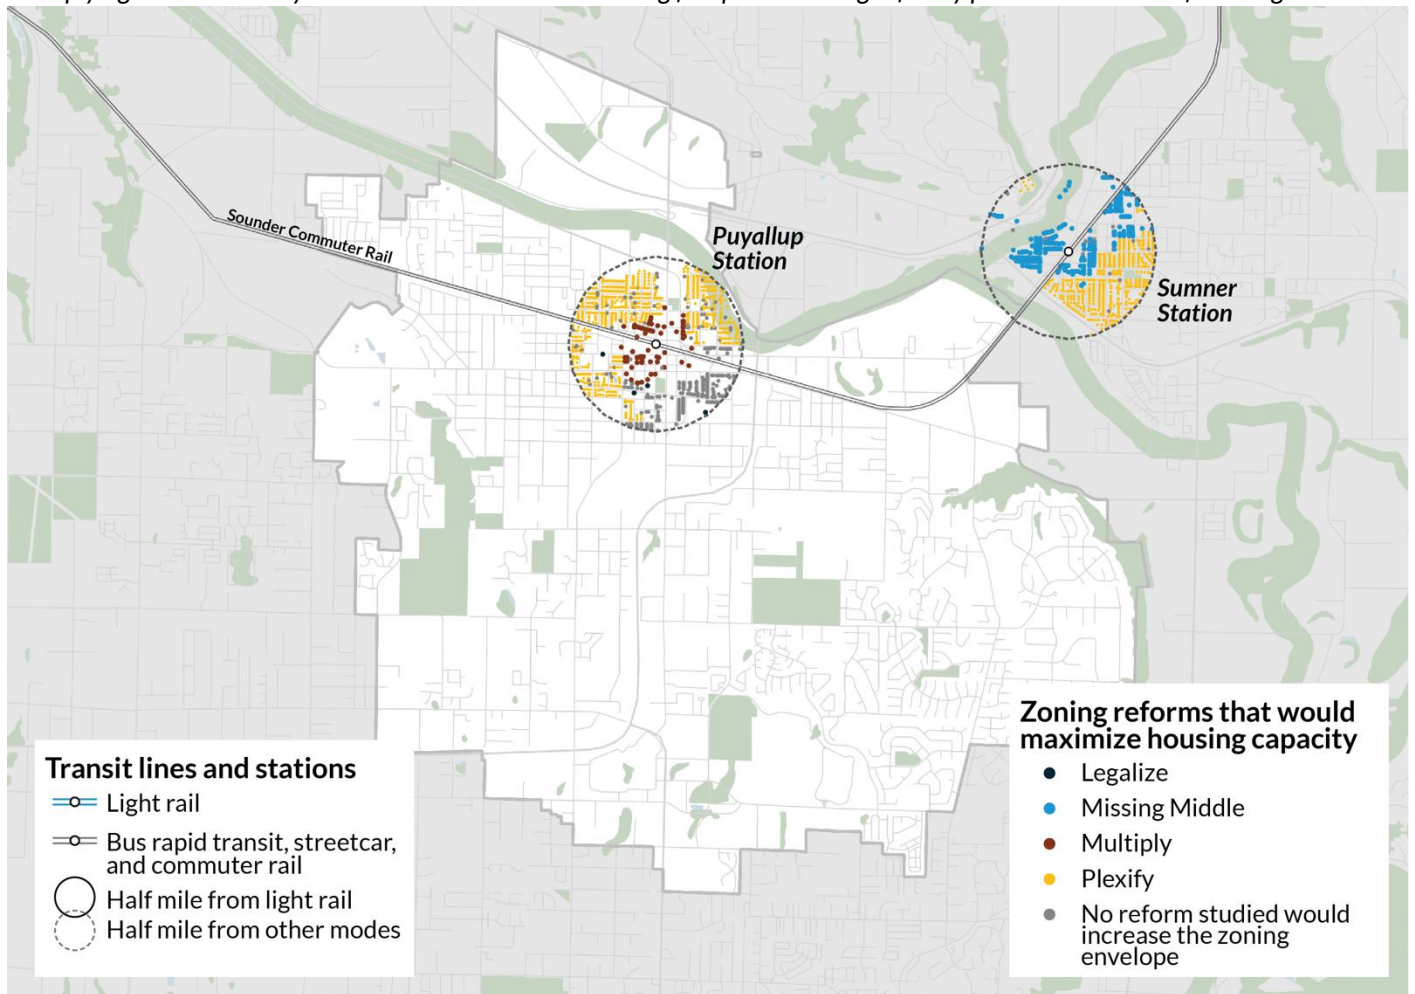 Sounder Commuter Rail
Puyallup
Station
Sumner
Station
Transit lines and stations
Light rail
Bus rapid transit, streetcar,
and commuter rail
Half mile from light rail
Half mile from other modes
Zoning reforms that would
maximize housing capacity
Legalize
Missing Middle
Multiply
Plexify
No reform studied would
increase the zoning
envelope